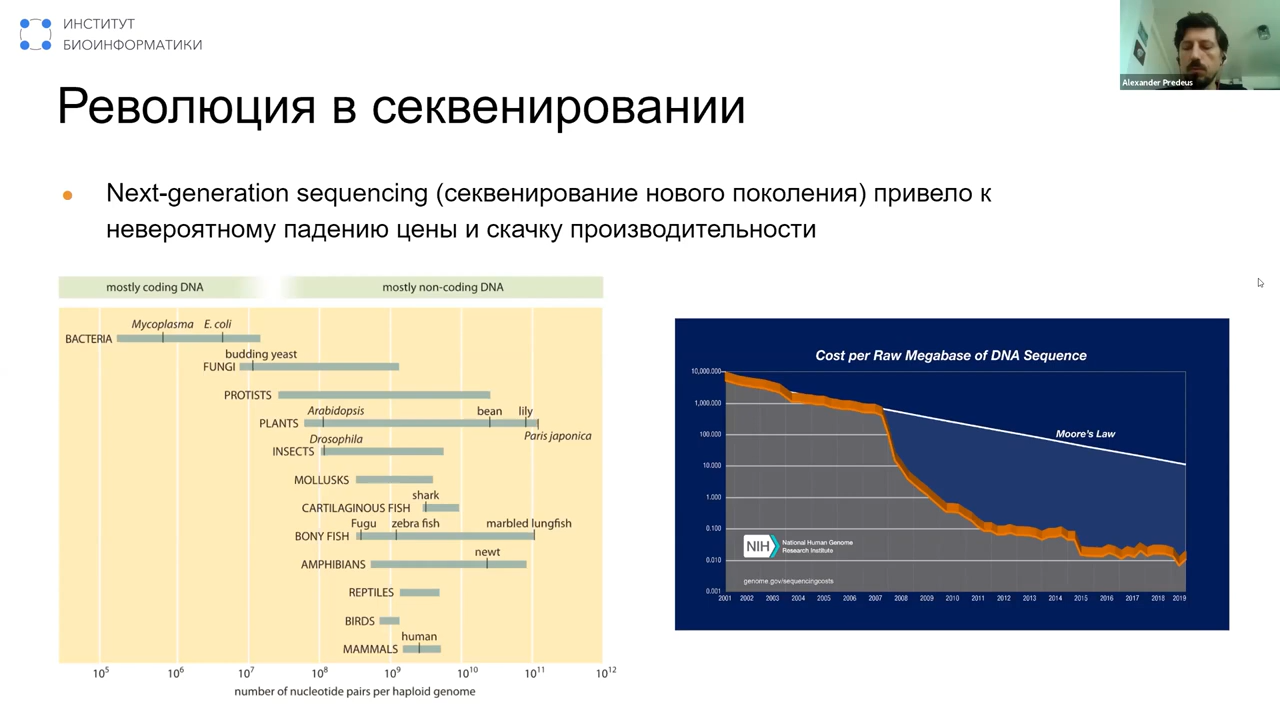 ИНСТИТУТ
БИОИНФОРМАТИКИ
Alexander Predeus
Революция в секвенировании
Next-generation sequencing (секвенирование нового поколения) привело к
невероятному падению цены и скачку производительности
mostly coding DNA
mostly non-coding DNA
Mycoplasma E. coli
BACTERIA
budding yeast
FUNGI
PROTISTS
Arabidopsis bean lily
PLANTS
Paris japonica
Drosophila
INSECTS
MOLLUSKS
shark
CARTILAGINOUS FISH
Fugu zebra fish marbled lungfish
BONY FISH
newt
AMPHIBIANS
REPTILES
BIRDS
human
MAMMALS
10⁵ 10⁶ 10⁷ 10⁸ 10⁹ 10¹⁰ 10¹¹ 10¹²
number of nucleotide pairs per haploid genome
Cost per Raw Megabase of DNA Sequence
10,000.000
1,000.000
100.000
10.000
1.000
0.100
0.010
0.001
Moore's Law
NIH
National Human Genome
Research Institute
genome.gov/sequencingcosts
2001 2002 2003 2004 2005 2006 2007 2008 2009 2010 2011 2012 2013 2014 2015 2016 2017 2018 2019